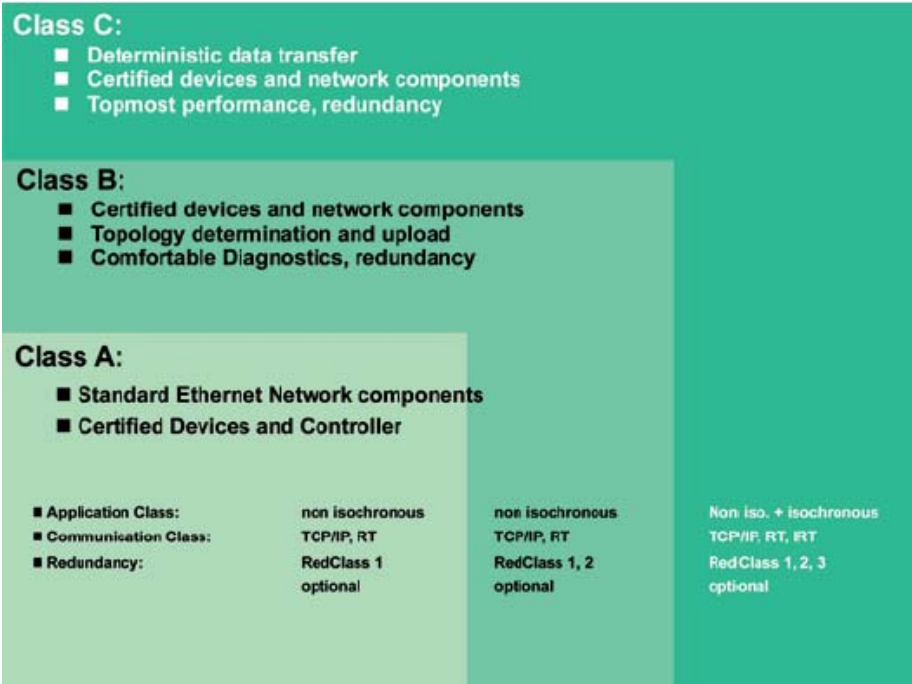 Class C:
Deterministic data transfer
Certified devices and network components
Topmost performance, redundancy
Class B:
Certified devices and network components
Topology determination and upload
Comfortable Diagnostics, redundancy
Class A:
Standard Ethernet Network components
Certified Devices and Controller
Application Class: non isochronous non isochronous Non iso. + isochronous
Communication Class: TCP/IP, RT TCP/IP, RT TCP/IP, RT, IRT
Redundancy: RedClass 1 RedClass 1, 2 RedClass 1, 2, 3
optional optional optional